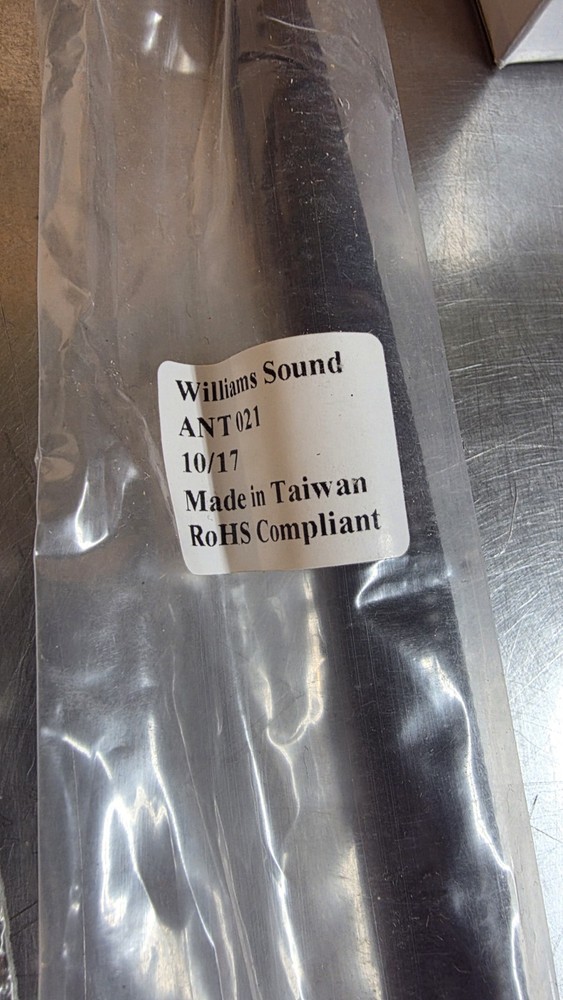 Williams Sound
ANT 021
10/17
Made in Taiwan
RoHS Compliant